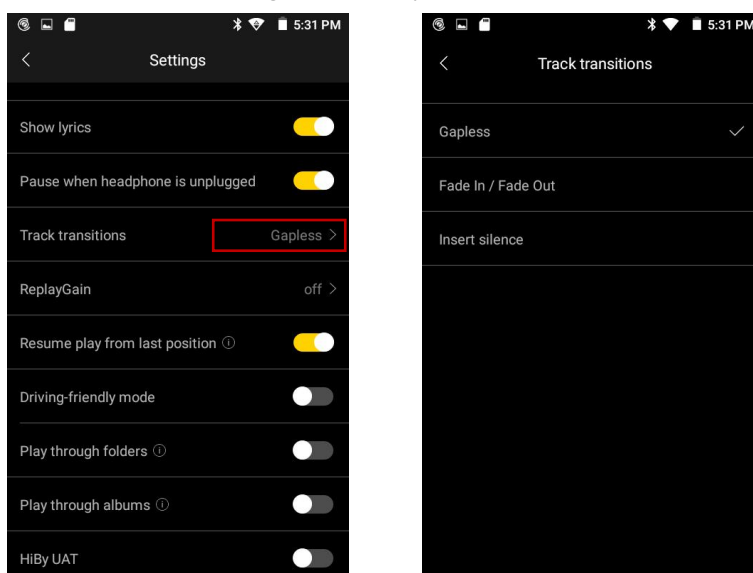 5:31 PM
Settings
Show lyrics
Pause when headphone is unplugged
Track transitions Gapless >
ReplayGain off >
Resume play from last position
Driving-friendly mode
Play through folders
Play through albums
HiBy UAT
5:31 PM
Track transitions
Gapless
Fade In / Fade Out
Insert silence